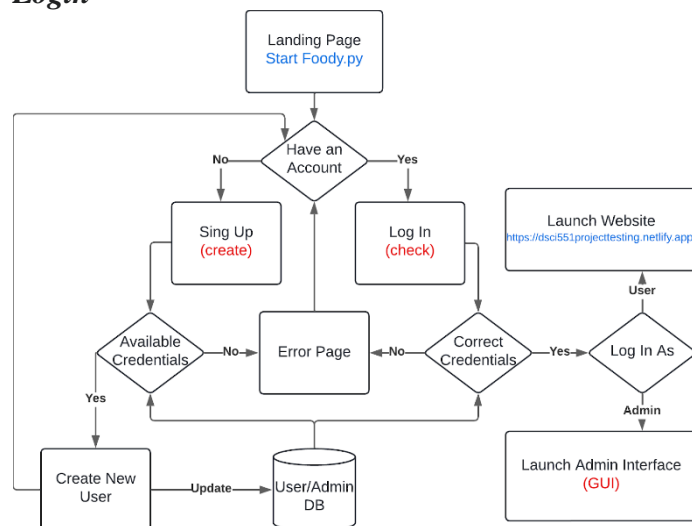 Login
Landing Page
Start Foody.py
Have an
Account
No
Yes
Sing Up
(create)
Log In
(check)
Launch Website
https://dsci551projecttesting.netlify.app
User
Available
Credentials
No
Error Page
No
Correct
Credentials
Yes
Log In As
Yes
Admin
Create New
User
Update
User/Admin
DB
Launch Admin Interface
(GUI)